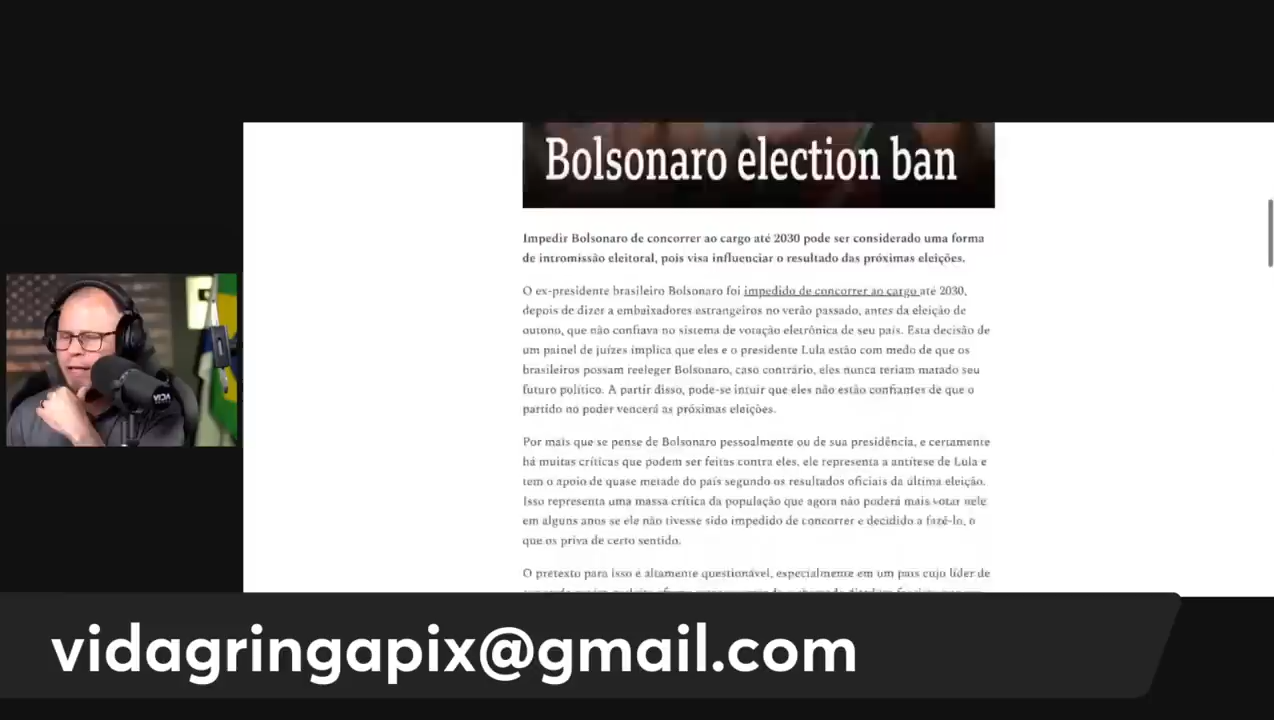 Bolsonaro election ban
Impedir Bolsonaro de concorrer ao cargo até 2030 pode ser considerado uma forma
de intromissão eleitoral, pois visa influenciar o resultado das próximas eleições.
O ex-presidente brasileiro Bolsonaro foi impedido de concorrer ao cargo até 2030,
depois de dizer a embaixadores estrangeiros no verão passado, antes da eleição de
outono, que não confiava no sistema de votação eletrônica de seu país. Esta decisão de
um painel de juízes implica que eles e o presidente Lula estão com medo de que os
brasileiros possam reeleger Bolsonaro, caso contrário, eles nunca teriam matado seu
futuro político. A partir disso, pode-se intuir que eles não estão confiantes de que o
partido no poder vencerá as próximas eleições.
Por mais que se pense de Bolsonaro pessoalmente ou de sua presidência, e certamente
há muitas críticas que podem ser feitas contra eles, ele representa a antítese de Lula e
tem o apoio de quase metade do país segundo os resultados oficiais da última eleição.
Isso representa uma massa crítica da população que agora não poderá mais votar nele
em alguns anos se ele não tivesse sido impedido de concorrer e decidido a fazê-lo, o
que os priva de certo sentido.
O pretexto para isso é altamente questionável, especialmente em um país cujo líder de
vidagringapix@gmail.com